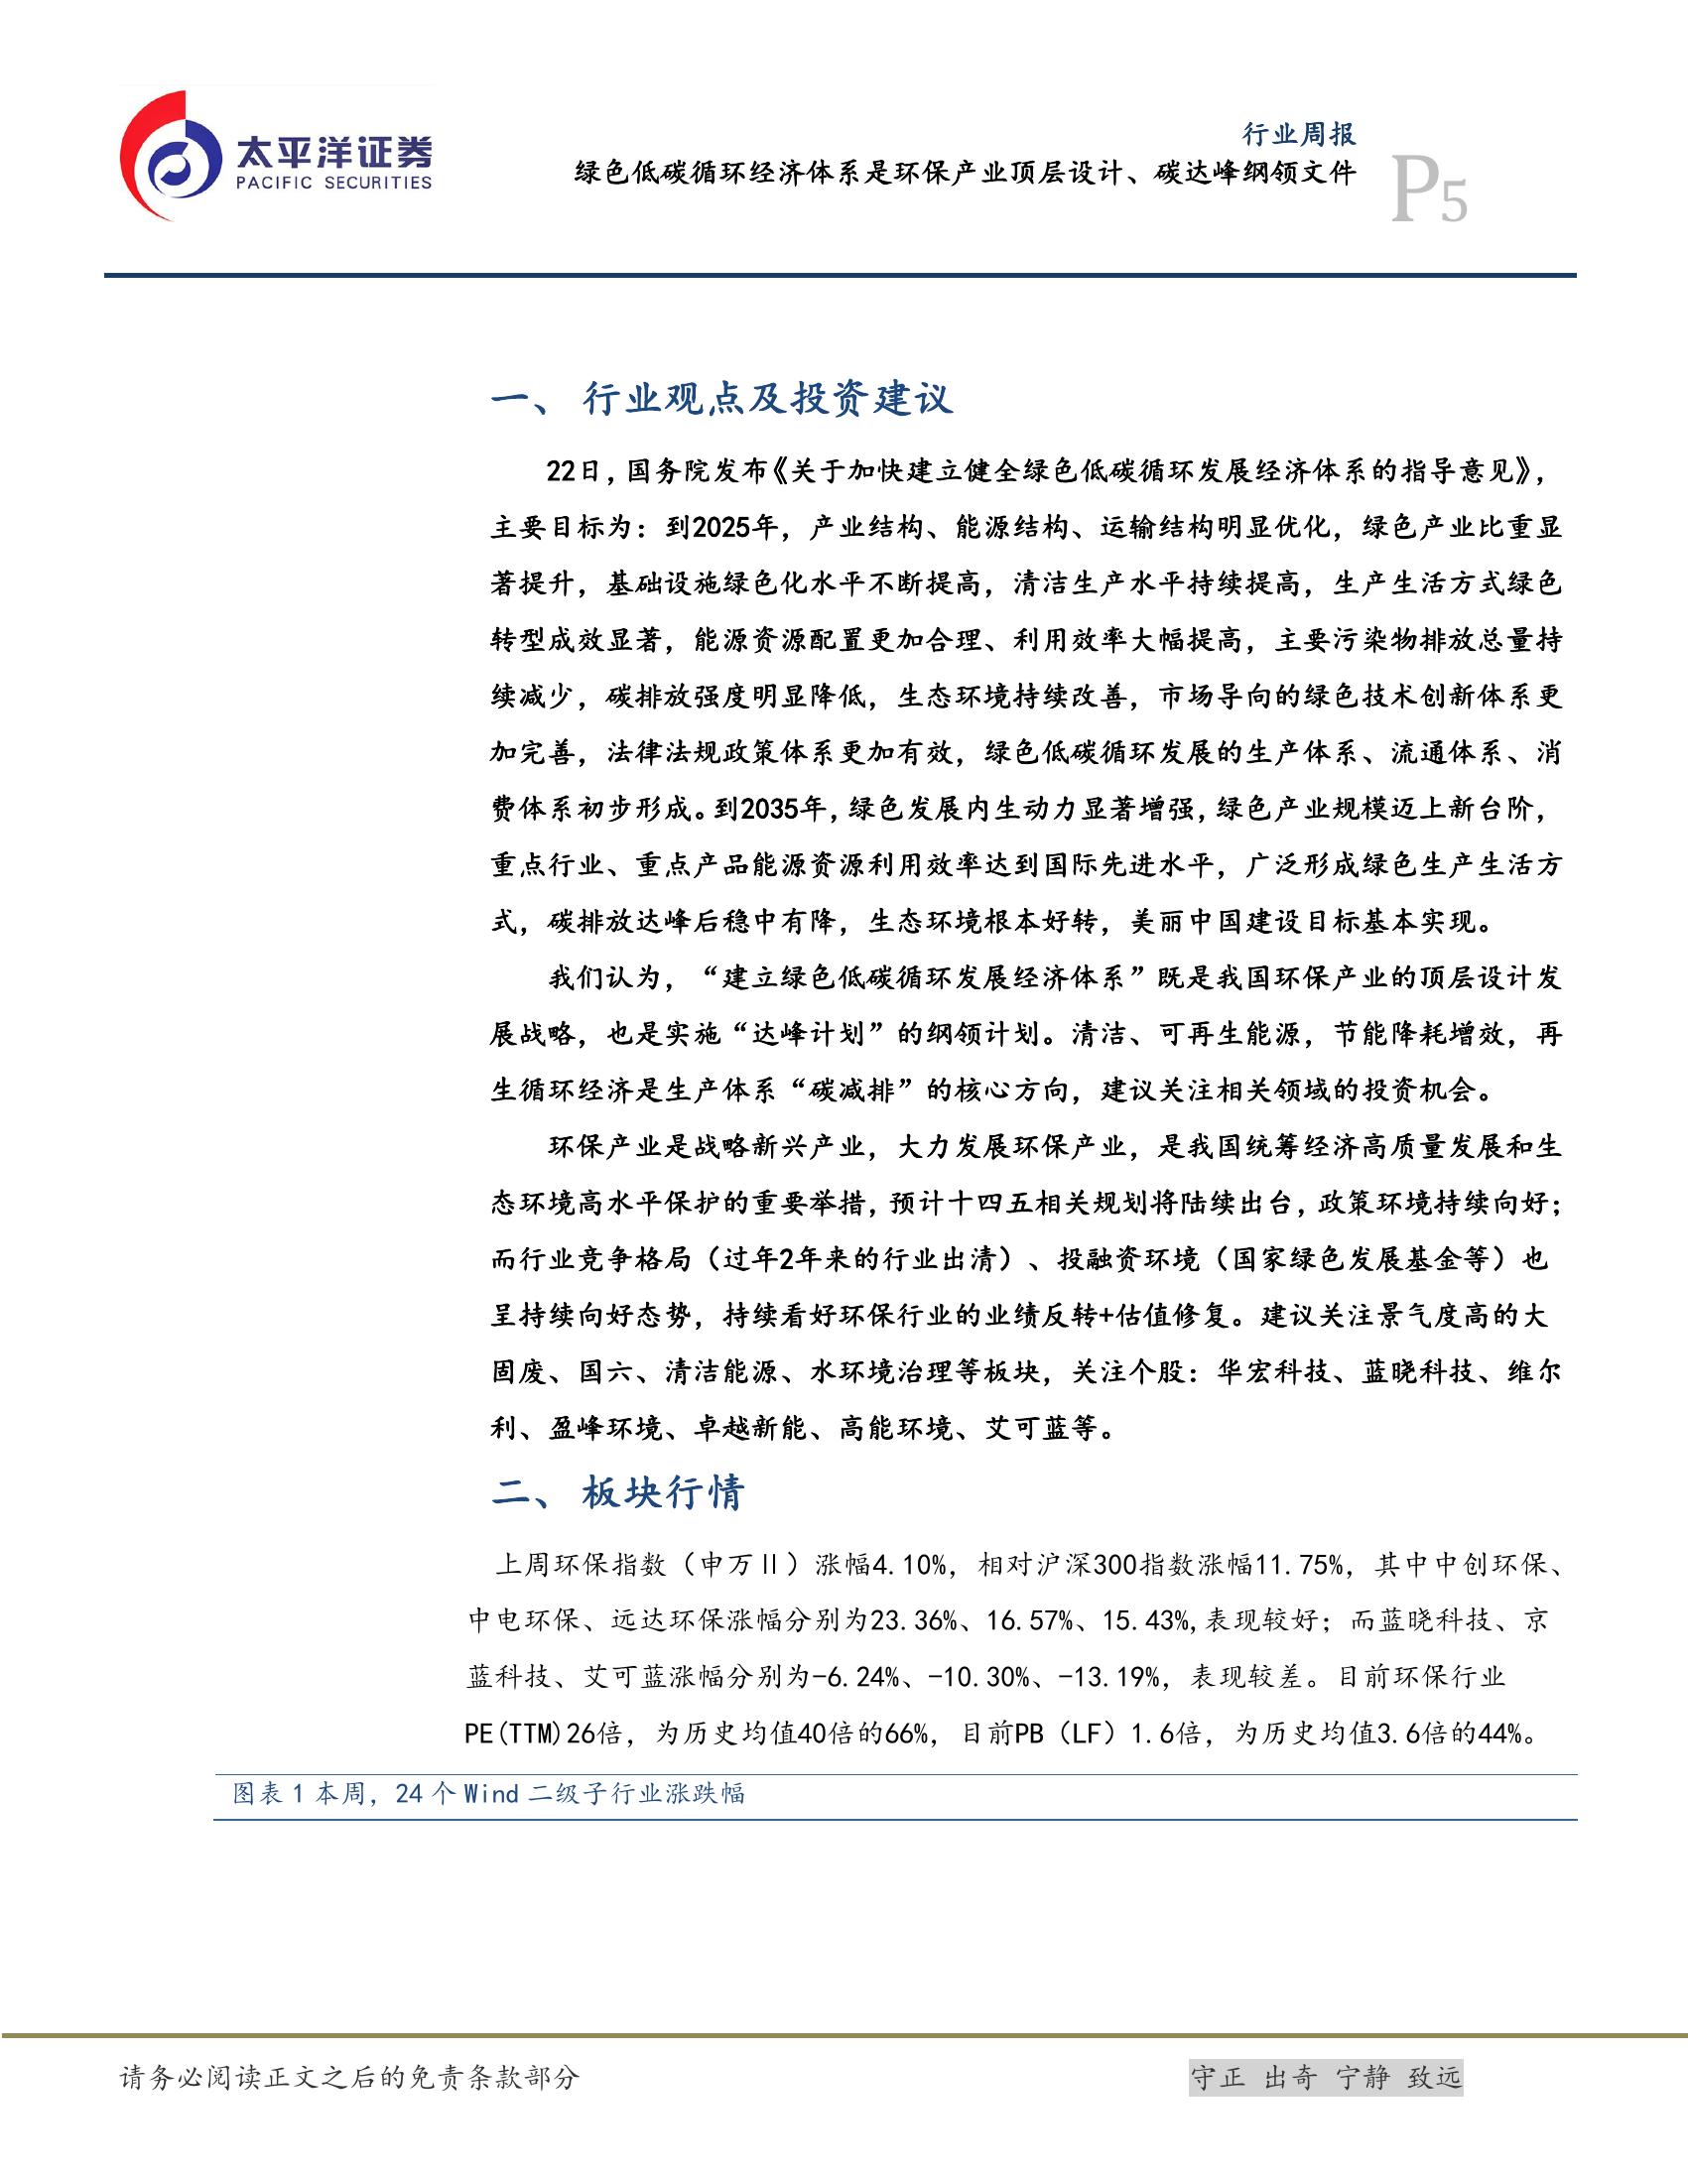 太平洋证券
PACIFIC SECURITIES
行业周报
绿色低碳循环经济体系是环保产业顶层设计、碳达峰纲领文件
P5
一、 行业观点及投资建议
22日，国务院发布《关于加快建立健全绿色低碳循环发展经济体系的指导意见》，
主要目标为：到2025年，产业结构、能源结构、运输结构明显优化，绿色产业比重显
著提升，基础设施绿色化水平不断提高，清洁生产水平持续提高，生产生活方式绿色
转型成效显著，能源资源配置更加合理、利用效率大幅提高，主要污染物排放总量持
续减少，碳排放强度明显降低，生态环境持续改善，市场导向的绿色技术创新体系更
加完善，法律法规政策体系更加有效，绿色低碳循环发展的生产体系、流通体系、消
费体系初步形成。到2035年，绿色发展内生动力显著增强，绿色产业规模迈上新台阶，
重点行业、重点产品能源资源利用效率达到国际先进水平，广泛形成绿色生产生活方
式，碳排放达峰后稳中有降，生态环境根本好转，美丽中国建设目标基本实现。
我们认为，“建立绿色低碳循环发展经济体系”既是我国环保产业的顶层设计发
展战略，也是实施“达峰计划”的纲领计划。清洁、可再生能源，节能降耗增效，再
生循环经济是生产体系“碳减排”的核心方向，建议关注相关领域的投资机会。
环保产业是战略新兴产业，大力发展环保产业，是我国统筹经济高质量发展和生
态环境高水平保护的重要举措，预计十四五相关规划将陆续出台，政策环境持续向好；
而行业竞争格局（过年2年来的行业出清）、投融资环境（国家绿色发展基金等）也
呈持续向好态势，持续看好环保行业的业绩反转+估值修复。建议关注景气度高的大
固废、国六、清洁能源、水环境治理等板块，关注个股：华宏科技、蓝晓科技、维尔
利、盈峰环境、卓越新能、高能环境、艾可蓝等。
二、 板块行情
上周环保指数（申万Ⅱ）涨幅4.10%，相对沪深300指数涨幅11.75%，其中中创环保、
中电环保、远达环保涨幅分别为23.36%、16.57%、15.43%,表现较好；而蓝晓科技、京
蓝科技、艾可蓝涨幅分别为-6.24%、-10.30%、-13.19%，表现较差。目前环保行业
PE(TTM)26倍，为历史均值40倍的66%，目前PB（LF）1.6倍，为历史均值3.6倍的44%。
图表 1 本周，24 个 Wind 二级子行业涨跌幅
请务必阅读正文之后的免责条款部分
守正 出奇 宁静 致远